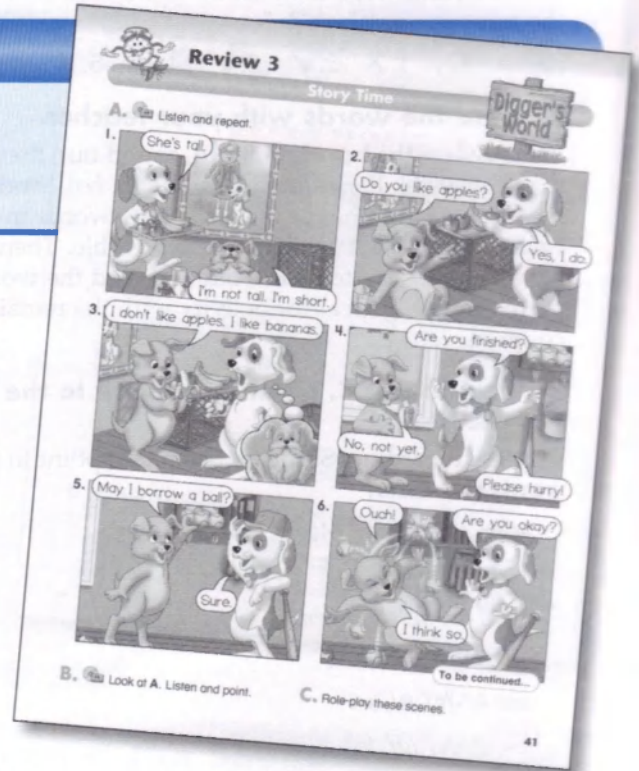 Review 3
Story Time
Digger's
World
A. Listen and repeat.
1.
She's tall.
I'm not tall. I'm short.
2.
Do you like apples?
Yes, I do.
3.
I don't like apples. I like bananas.
4.
Are you finished?
No, not yet.
Please hurry!
5.
May I borrow a ball?
Sure.
6.
Ouch!
Are you okay?
I think so.
To be continued...
B. Look at A. Listen and point.
C. Role-play these scenes.
41